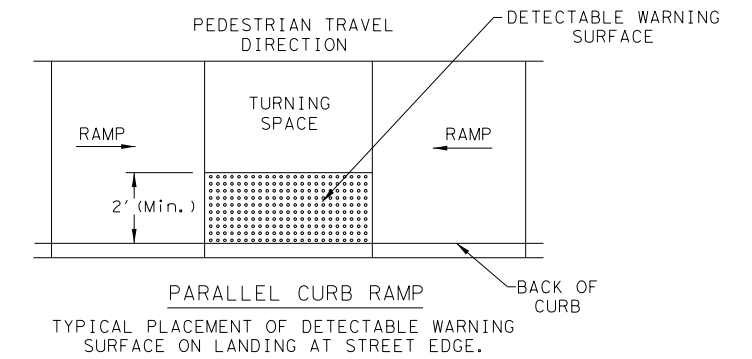 PEDESTRIAN TRAVEL
DIRECTION
DETECTABLE WARNING
SURFACE
TURNING
SPACE
RAMP
RAMP
2' (Min.)
PARALLEL CURB RAMP
BACK OF
CURB
TYPICAL PLACEMENT OF DETECTABLE WARNING
SURFACE ON LANDING AT STREET EDGE.